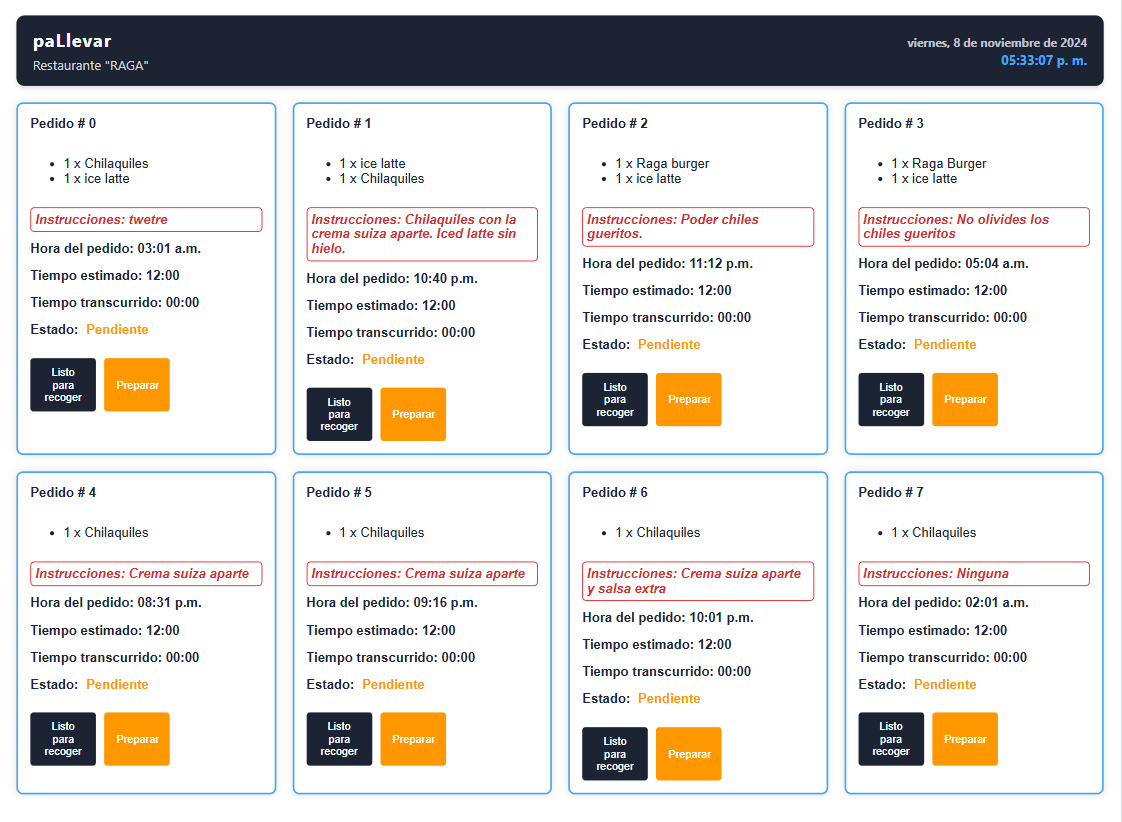 paLlevar
Restaurante "RAGA"
viernes, 8 de noviembre de 2024
05:33:07 p. m.
Pedido # 0
1 x Chilaquiles
1 x ice latte
Instrucciones: twetre
Hora del pedido: 03:01 a.m.
Tiempo estimado: 12:00
Tiempo transcurrido: 00:00
Estado: Pendiente
Listo
para
recoger
Preparar
Pedido # 1
1 x ice latte
1 x Chilaquiles
Instrucciones: Chilaquiles con la
crema suiza aparte. Iced latte sin
hielo.
Hora del pedido: 10:40 p.m.
Tiempo estimado: 12:00
Tiempo transcurrido: 00:00
Estado: Pendiente
Listo
para
recoger
Preparar
Pedido # 2
1 x Raga burger
1 x ice latte
Instrucciones: Poder chiles
gueritos.
Hora del pedido: 11:12 p.m.
Tiempo estimado: 12:00
Tiempo transcurrido: 00:00
Estado: Pendiente
Listo
para
recoger
Preparar
Pedido # 3
1 x Raga Burger
1 x ice latte
Instrucciones: No olivides los
chiles gueritos
Hora del pedido: 05:04 a.m.
Tiempo estimado: 12:00
Tiempo transcurrido: 00:00
Estado: Pendiente
Listo
para
recoger
Preparar
Pedido # 4
1 x Chilaquiles
Instrucciones: Crema suiza aparte
Hora del pedido: 08:31 p.m.
Tiempo estimado: 12:00
Tiempo transcurrido: 00:00
Estado: Pendiente
Listo
para
recoger
Preparar
Pedido # 5
1 x Chilaquiles
Instrucciones: Crema suiza aparte
Hora del pedido: 09:16 p.m.
Tiempo estimado: 12:00
Tiempo transcurrido: 00:00
Estado: Pendiente
Listo
para
recoger
Preparar
Pedido # 6
1 x Chilaquiles
Instrucciones: Crema suiza aparte
y salsa extra
Hora del pedido: 10:01 p.m.
Tiempo estimado: 12:00
Tiempo transcurrido: 00:00
Estado: Pendiente
Listo
para
recoger
Preparar
Pedido # 7
1 x Chilaquiles
Instrucciones: Ninguna
Hora del pedido: 02:01 a.m.
Tiempo estimado: 12:00
Tiempo transcurrido: 00:00
Estado: Pendiente
Listo
para
recoger
Preparar